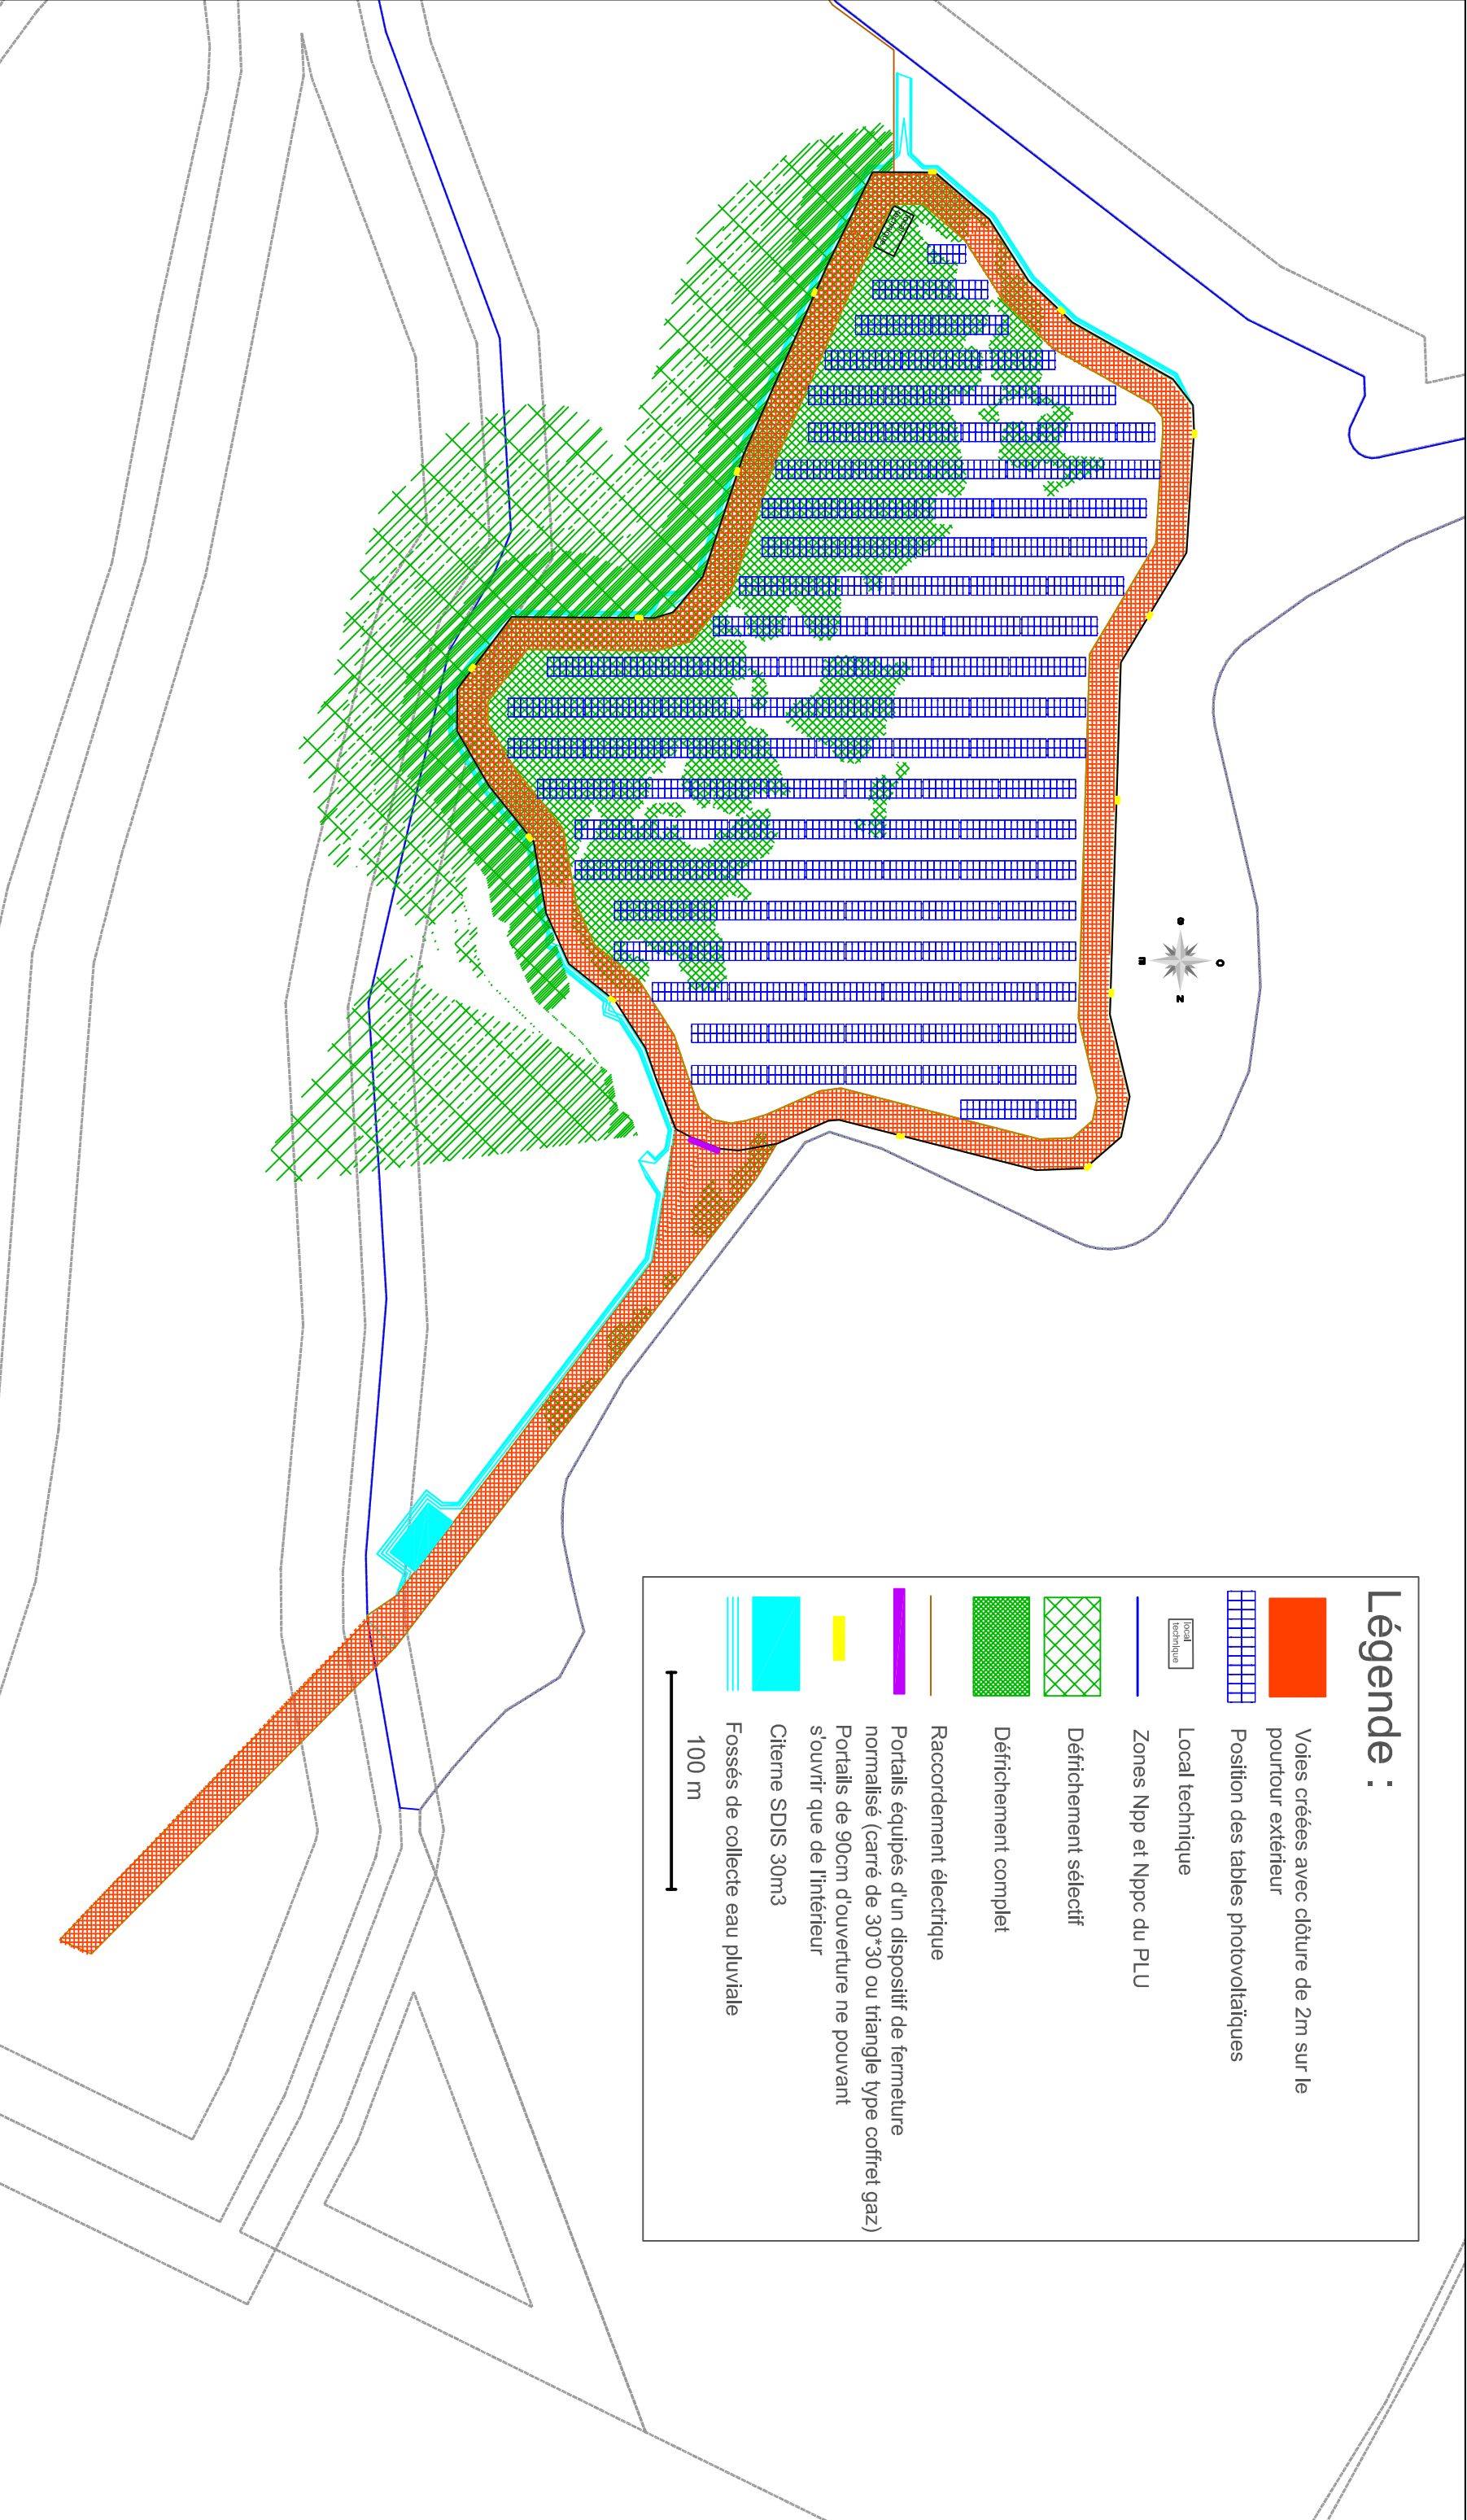 Légende :
Voies créées avec clôture de 2m sur le
pourtour extérieur
Position des tables photovoltaïques
local
technique
Local technique
Zones Npp et Nppc du PLU
Défrichement sélectif
Défrichement complet
Raccordement électrique
Portails équipés d'un dispositif de fermeture
normalisé (carré de 30*30 ou triangle type coffret gaz)
Portails de 90cm d'ouverture ne pouvant
s'ouvrir que de l'intérieur
Citerne SDIS 30m3
Fossés de collecte eau pluviale
100 m
S
E
O
N